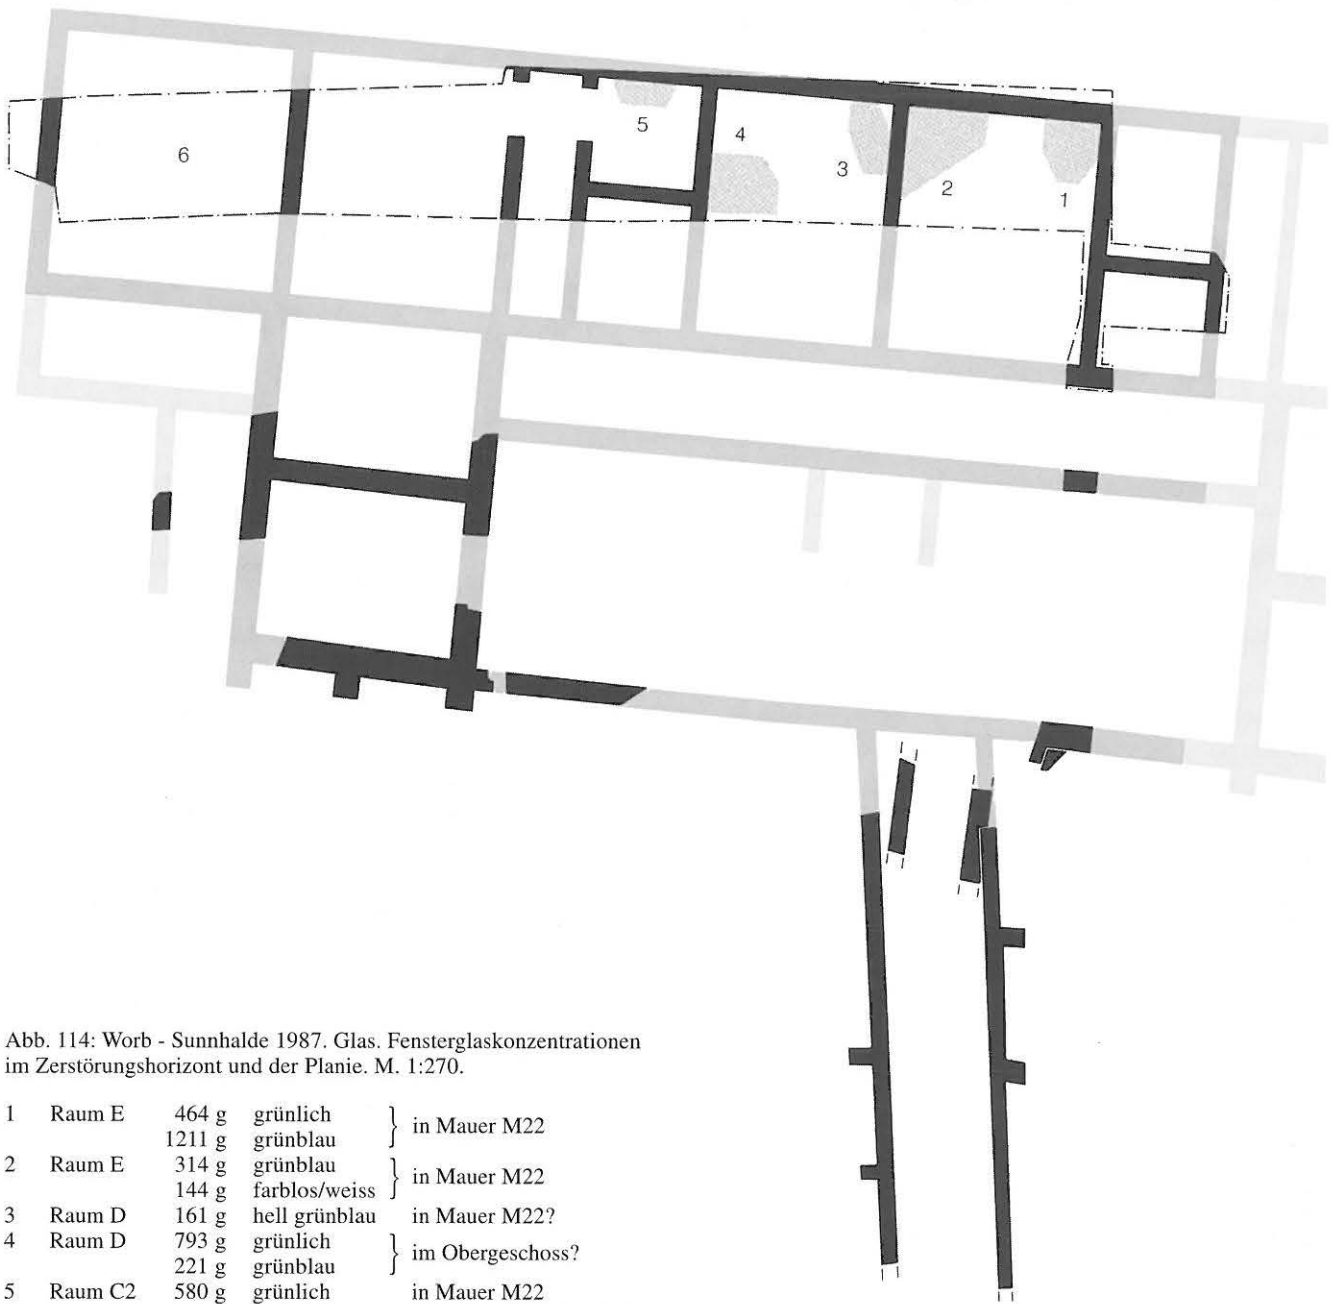 5
4
6
3
2
1
Abb. 114: Worb - Sunnhalde 1987. Glas. Fensterglaskonzentrationen
im Zerstörungshorizont und der Planie. M. 1:270.
1 Raum E 464 g grünlich } in Mauer M22
1211 g grünblau
2 Raum E 314 g grünblau } in Mauer M22
144 g farblos/weiss
3 Raum D 161 g hell grünblau in Mauer M22?
4 Raum D 793 g grünlich } im Obergeschoss?
221 g grünblau
5 Raum C2 580 g grünlich in Mauer M22